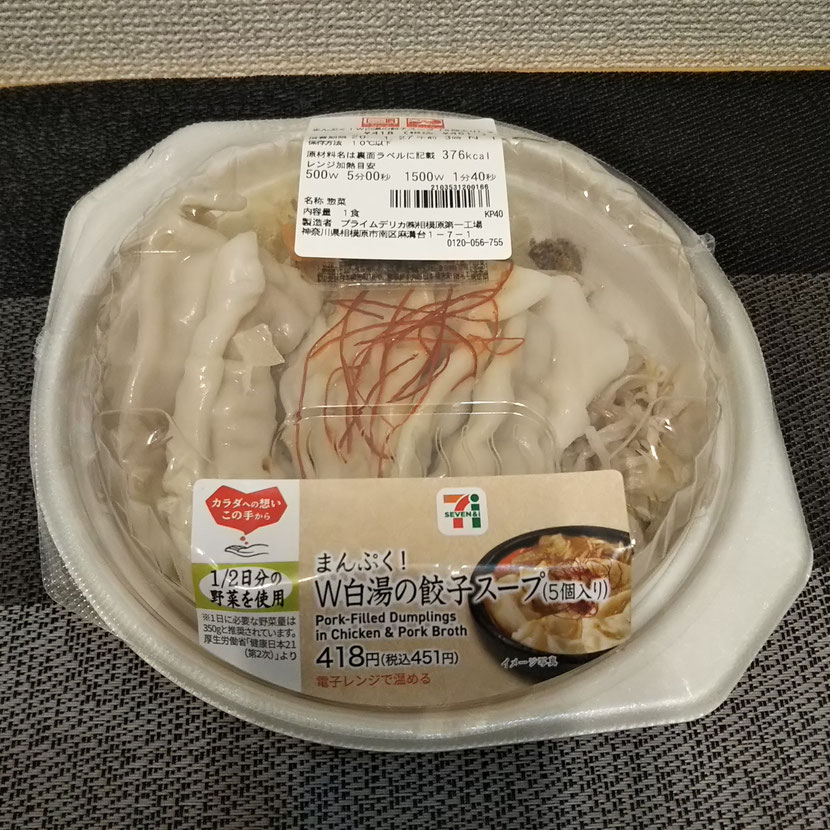 保存方法 10℃以下
原材料名は裏面ラベルに記載 376kcal
レンジ加熱目安
500W 5分00秒 1500W 1分40秒
2103531200166
名称 惣菜
内容量 1食 KP40
製造者 プライムデリカ㈱相模原第一工場
神奈川県相模原市南区麻溝台1-7-1
0120-056-755
カラダへの想い
この手から
1/2日分の
野菜を使用
※1日に必要な野菜量は
350gと推奨されています。
厚生労働省「健康日本21
(第2次)」より
SEVEN&i
まんぷく!
W白湯の餃子スープ(5個入り)
Pork-Filled Dumplings
in Chicken & Pork Broth
418円(税込451円)
電子レンジで温める
イメージ写真